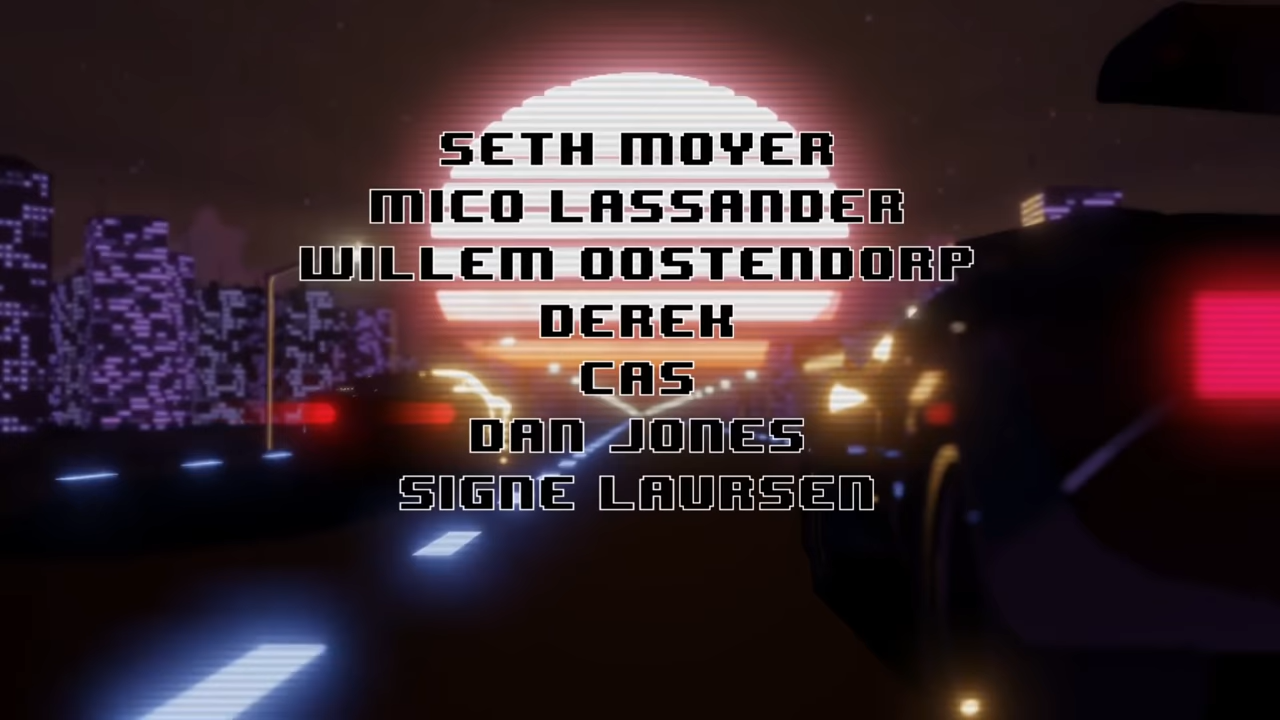 SETH MOYER
MICO LASSANDER
WILLEM OOSTENDORP
DEREK
CAS
DAN JONES
SIGNE LAURSEN